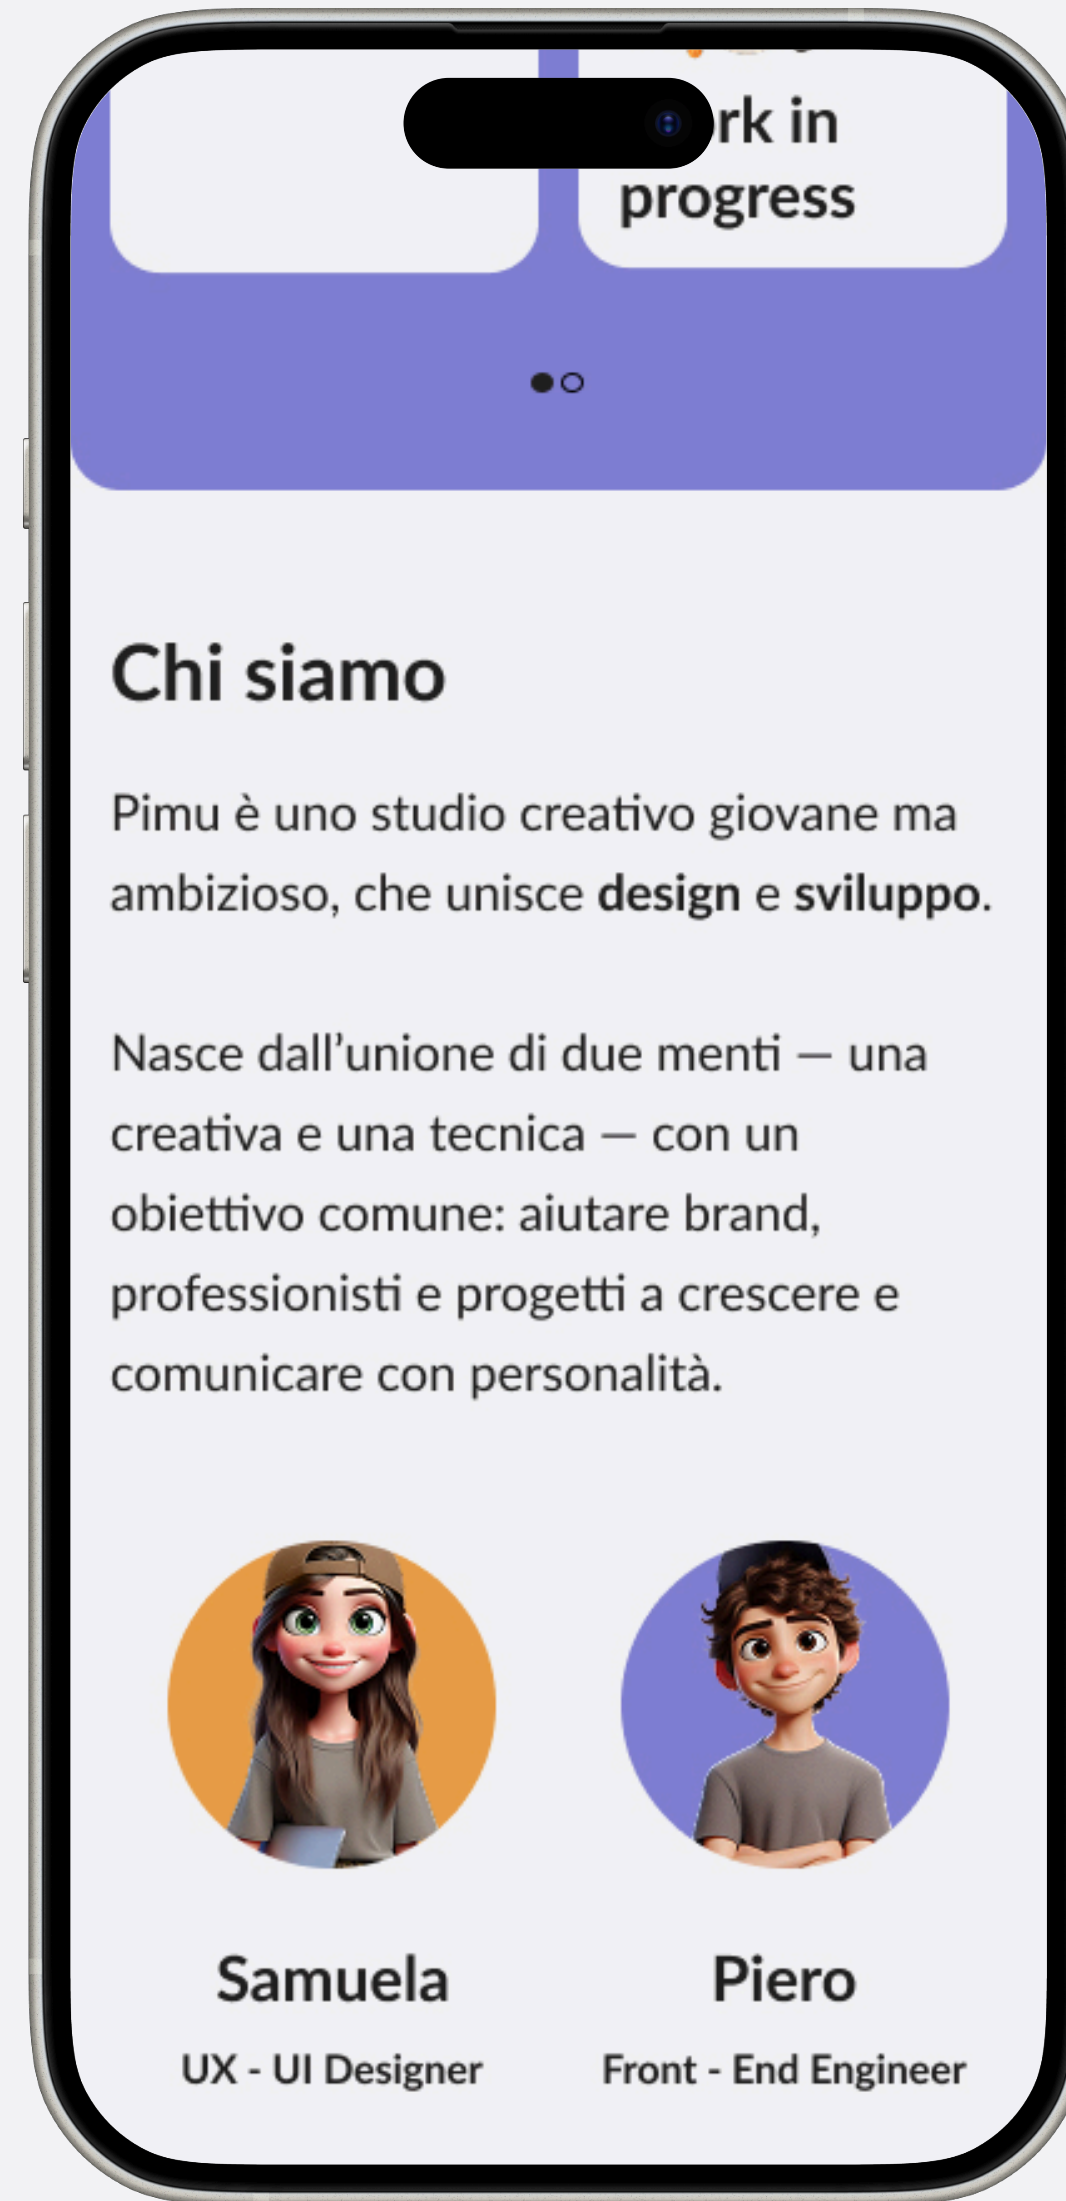 rk in
progress
Chi siamo
Pimu è uno studio creativo giovane ma
ambizioso, che unisce design e sviluppo.
Nasce dall’unione di due menti — una
creativa e una tecnica — con un
obiettivo comune: aiutare brand,
professionisti e progetti a crescere e
comunicare con personalità.
Samuela
Piero
UX - UI Designer
Front - End Engineer